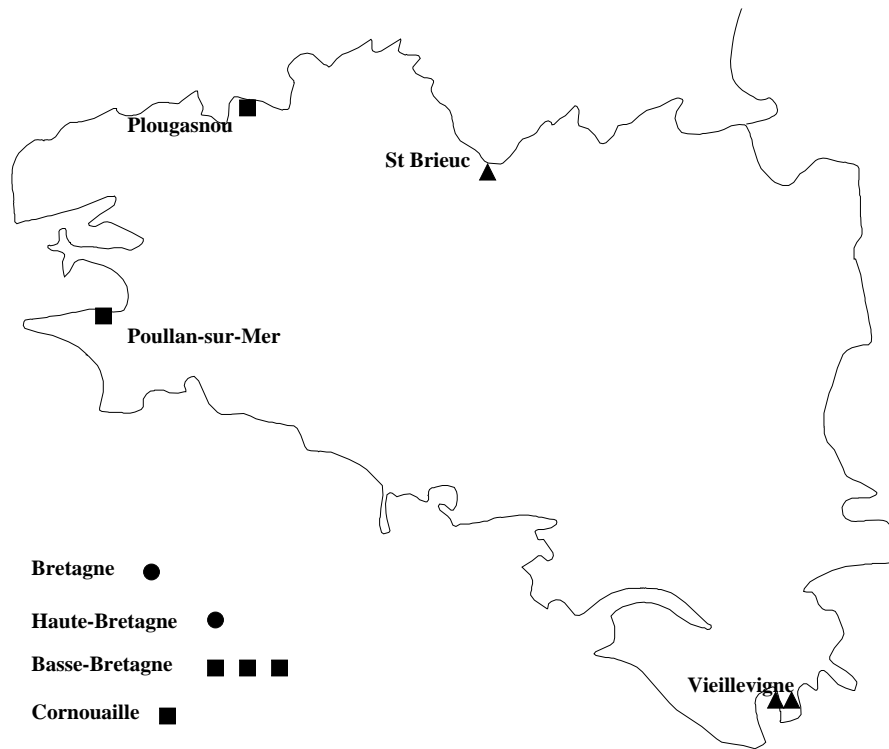 Plougasnou
St Brieuc
Poullan-sur-Mer
Bretagne
Haute-Bretagne
Basse-Bretagne
Vieillevigne
Cornouaille